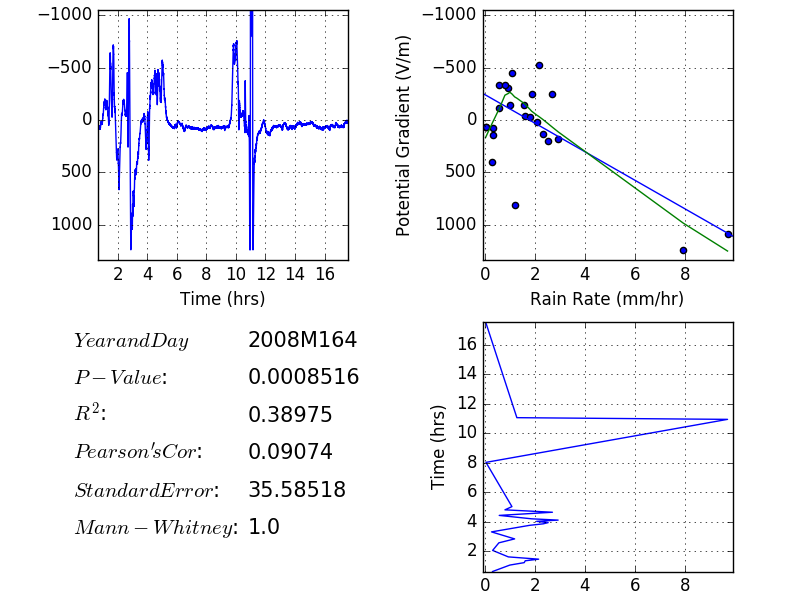 −1000
−500
0
500
1000
2 4 6 8 10 12 14 16
Time (hrs)
−1000
−500
0
500
1000
Potential Gradient (V/m)
0 2 4 6 8
Rain Rate (mm/hr)
YearandDay 2008M164
P−Value: 0.0008516
R²: 0.38975
Pearson'sCor: 0.09074
StandardError: 35.58518
Mann−Whitney: 1.0
16
14
12
10
8
6
4
2
Time (hrs)
0 2 4 6 8